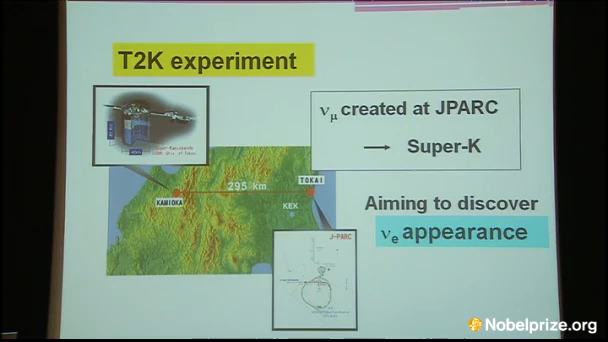 T2K experiment
νμ created at JPARC
→ Super-K
295 km
TOKAI
KAMIOKA
KEK
Aiming to discover
νe appearance
J-PARC
Nobelprize.org